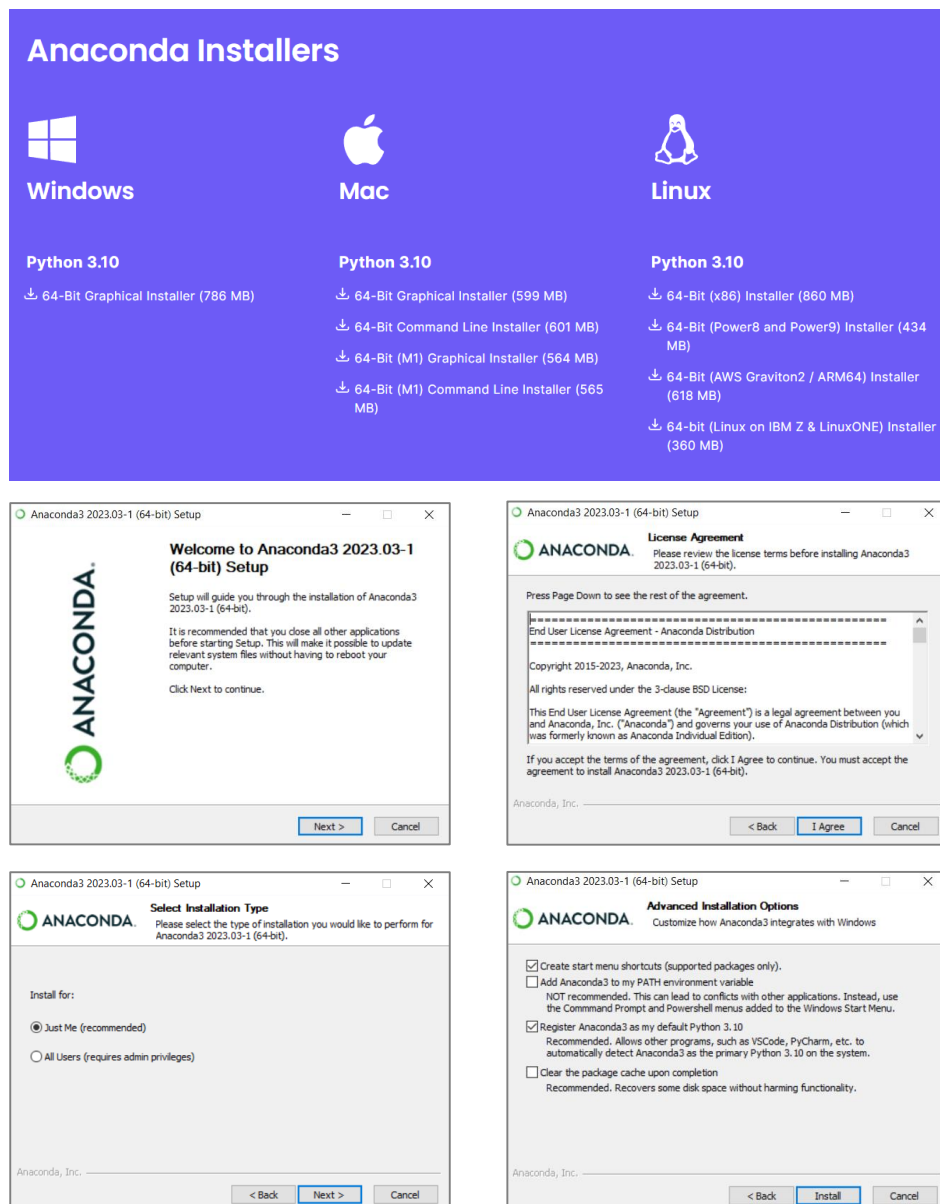 Anaconda Installers
Windows
Mac
Linux
Python 3.10
64-Bit Graphical Installer (786 MB)
Python 3.10
64-Bit Graphical Installer (599 MB)
64-Bit Command Line Installer (601 MB)
64-Bit (M1) Graphical Installer (564 MB)
64-Bit (M1) Command Line Installer (565
MB)
Python 3.10
64-Bit (x86) Installer (860 MB)
64-Bit (Power8 and Power9) Installer (434
MB)
64-Bit (AWS Graviton2 / ARM64) Installer
(618 MB)
64-bit (Linux on IBM Z & LinuxONE) Installer
(360 MB)
Anaconda3 2023.03-1 (64-bit) Setup
ANACONDA.
Welcome to Anaconda3 2023.03-1
(64-bit) Setup
Setup will guide you through the installation of Anaconda3
2023.03-1 (64-bit).
It is recommended that you close all other applications
before starting Setup. This will make it possible to update
relevant system files without having to reboot your
computer.
Click Next to continue.
Next >
Cancel
Anaconda3 2023.03-1 (64-bit) Setup
ANACONDA.
License Agreement
Please review the license terms before installing Anaconda3
2023.03-1 (64-bit).
Press Page Down to see the rest of the agreement.
====================================================
End User License Agreement - Anaconda Distribution
====================================================
Copyright 2015-2023, Anaconda, Inc.
All rights reserved under the 3-clause BSD License:
This End User License Agreement (the "Agreement") is a legal agreement between you
and Anaconda, Inc. ("Anaconda") and governs your use of Anaconda Distribution (which
was formerly known as Anaconda Individual Edition).
If you accept the terms of the agreement, click I Agree to continue. You must accept the
agreement to install Anaconda3 2023.03-1 (64-bit).
Anaconda, Inc.
< Back
I Agree
Cancel
Anaconda3 2023.03-1 (64-bit) Setup
ANACONDA.
Select Installation Type
Please select the type of installation you would like to perform for
Anaconda3 2023.03-1 (64-bit).
Install for:
Just Me (recommended)
All Users (requires admin privileges)
Anaconda, Inc.
< Back
Next >
Cancel
Anaconda3 2023.03-1 (64-bit) Setup
ANACONDA.
Advanced Installation Options
Customize how Anaconda3 integrates with Windows
Create start menu shortcuts (supported packages only).
Add Anaconda3 to my PATH environment variable
NOT recommended. This can lead to conflicts with other applications. Instead, use
the Commmand Prompt and Powershell menus added to the Windows Start Menu.
Register Anaconda3 as my default Python 3.10
Recommended. Allows other programs, such as VSCode, PyCharm, etc. to
automatically detect Anaconda3 as the primary Python 3.10 on the system.
Clear the package cache upon completion
Recommended. Recovers some disk space without harming functionality.
Anaconda, Inc.
< Back
Install
Cancel